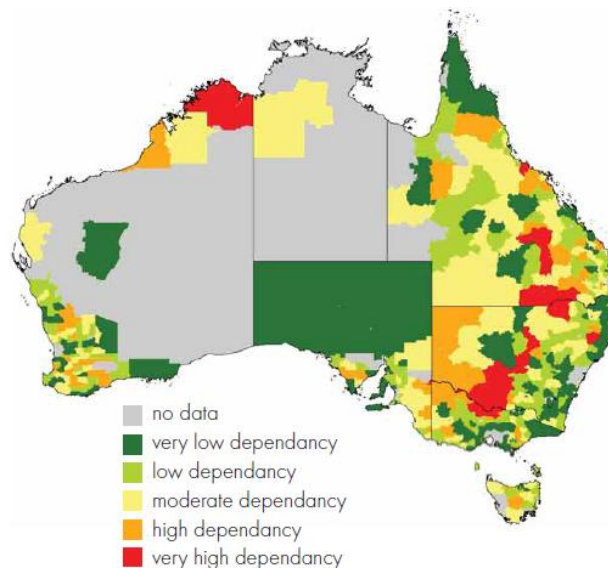 no data
very low dependancy
low dependancy
moderate dependancy
high dependancy
very high dependancy